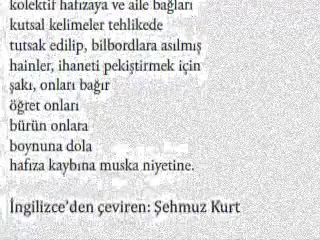 kolektif hafızaya ve aile bağları
kutsal kelimeler tehlikede
tutsak edilip, bilbordlara asılmış
hainler, ihaneti pekiştirmek için
şakı, onları bağır
öğret onları
bürün onlara
boynuna dola
hafıza kaybına muska niyetine.
İngilizce'den çeviren: Şehmuz Kurt